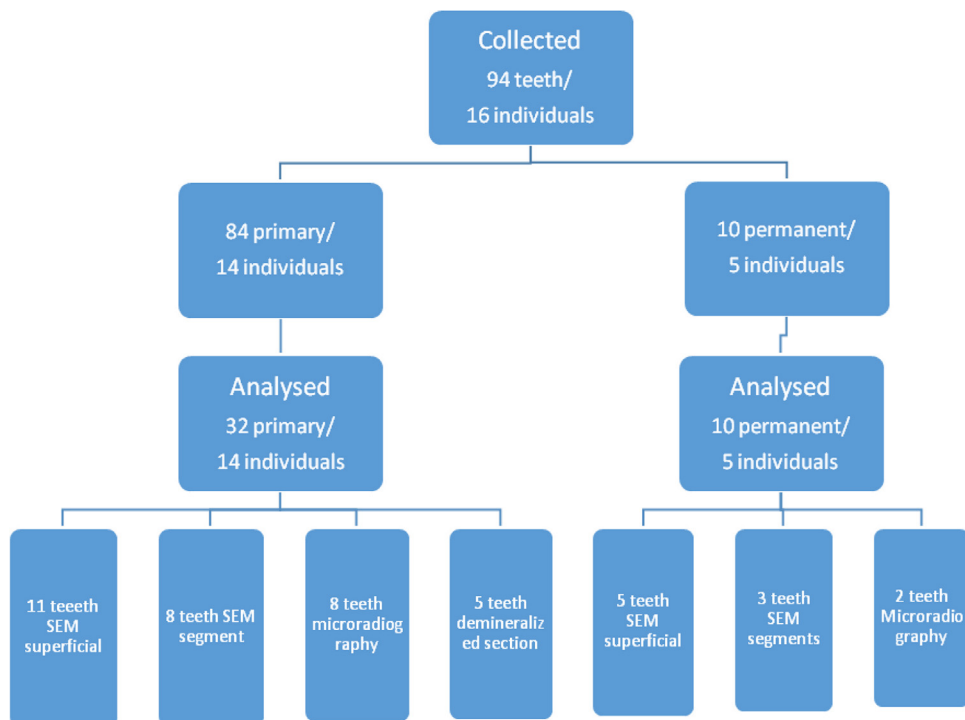 Collected
94 teeth/
16 individuals
84 primary/
14 individuals
10 permanent/
5 individuals
Analysed
32 primary/
14 individuals
Analysed
10 permanent/
5 individuals
11 teeeth
SEM
superficial
8 teeth SEM
segment
8 teeth
microradiog
raphy
5 teeth
demineraliz
ed section
5 teeth SEM
superficial
3 teeth
SEM
segments
2 teeth
Microradio
graphy